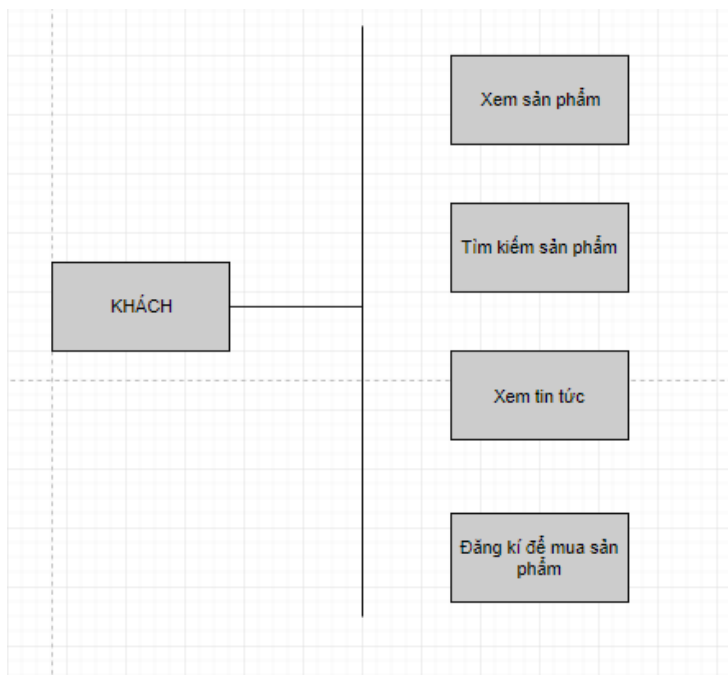 Xem sản phẩm
Tìm kiếm sản phẩm
KHÁCH
Xem tin tức
Đăng kí để mua sản
phẩm